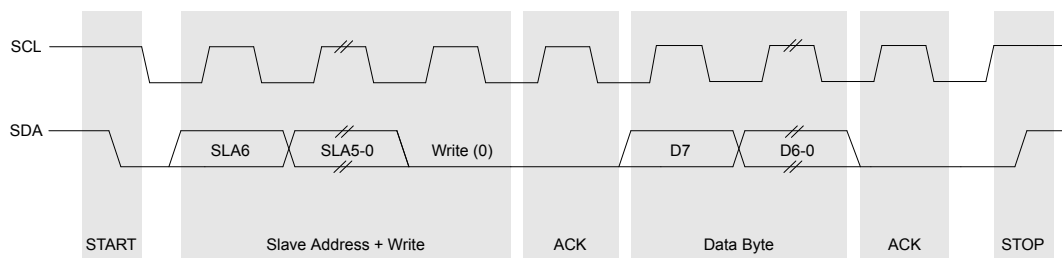 SCL
SDA
SLA6 SLA5-0 Write (0) D7 D6-0
START Slave Address + Write ACK Data Byte ACK STOP